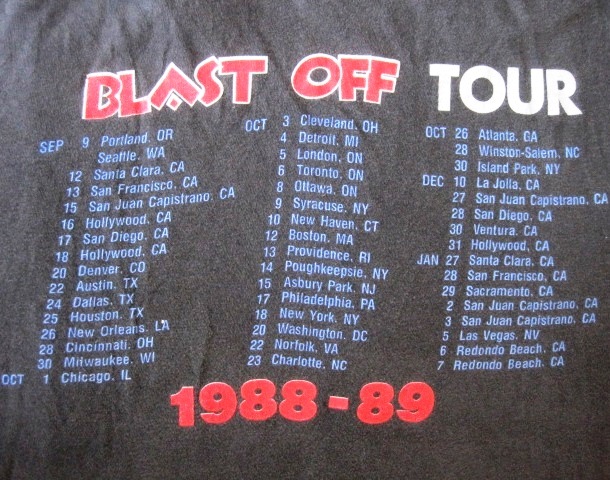 BLAST OFF TOUR
SEP 9 Portland, OR
Seattle, WA
12 Santa Clara, CA
13 San Francisco, CA
15 San Juan Capistrano, CA
16 Hollywood, CA
17 San Diego, CA
18 Hollywood, CA
20 Denver, CO
22 Austin, TX
24 Dallas, TX
25 Houston, TX
26 New Orleans, LA
28 Cincinnati, OH
30 Milwaukee, WI
OCT 1 Chicago, IL
OCT 3 Cleveland, OH
4 Detroit, MI
5 London, ON
6 Toronto, ON
8 Ottawa, ON
9 Syracuse, NY
10 New Haven, CT
12 Boston, MA
13 Providence, RI
14 Poughkeepsie, NY
15 Asbury Park, NJ
17 Philadelphia, PA
18 New York, NY
20 Washington, DC
22 Norfolk, VA
23 Charlotte, NC
OCT 26 Atlanta, GA
28 Winston-Salem, NC
30 Island Park, NY
DEC 10 La Jolla, CA
27 San Juan Capistrano, CA
28 San Diego, CA
30 Ventura, CA
31 Hollywood, CA
JAN 27 Santa Clara, CA
28 San Francisco, CA
29 Sacramento, CA
2 San Juan Capistrano, CA
3 San Juan Capistrano, CA
5 Las Vegas, NV
6 Redondo Beach, CA
7 Redondo Beach, CA
1988-89